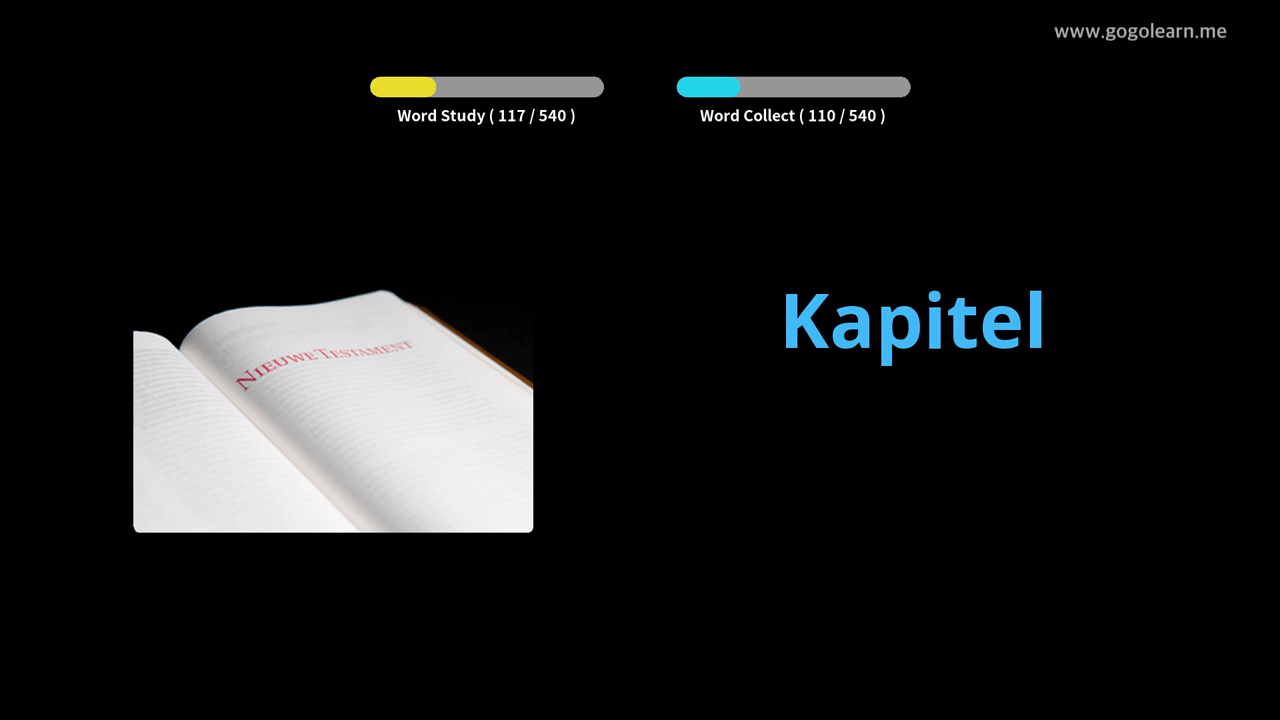 www.gogolearn.me
Word Study ( 117 / 540 )
Word Collect ( 110 / 540 )
Kapitel
NIEUWE TESTAMENT